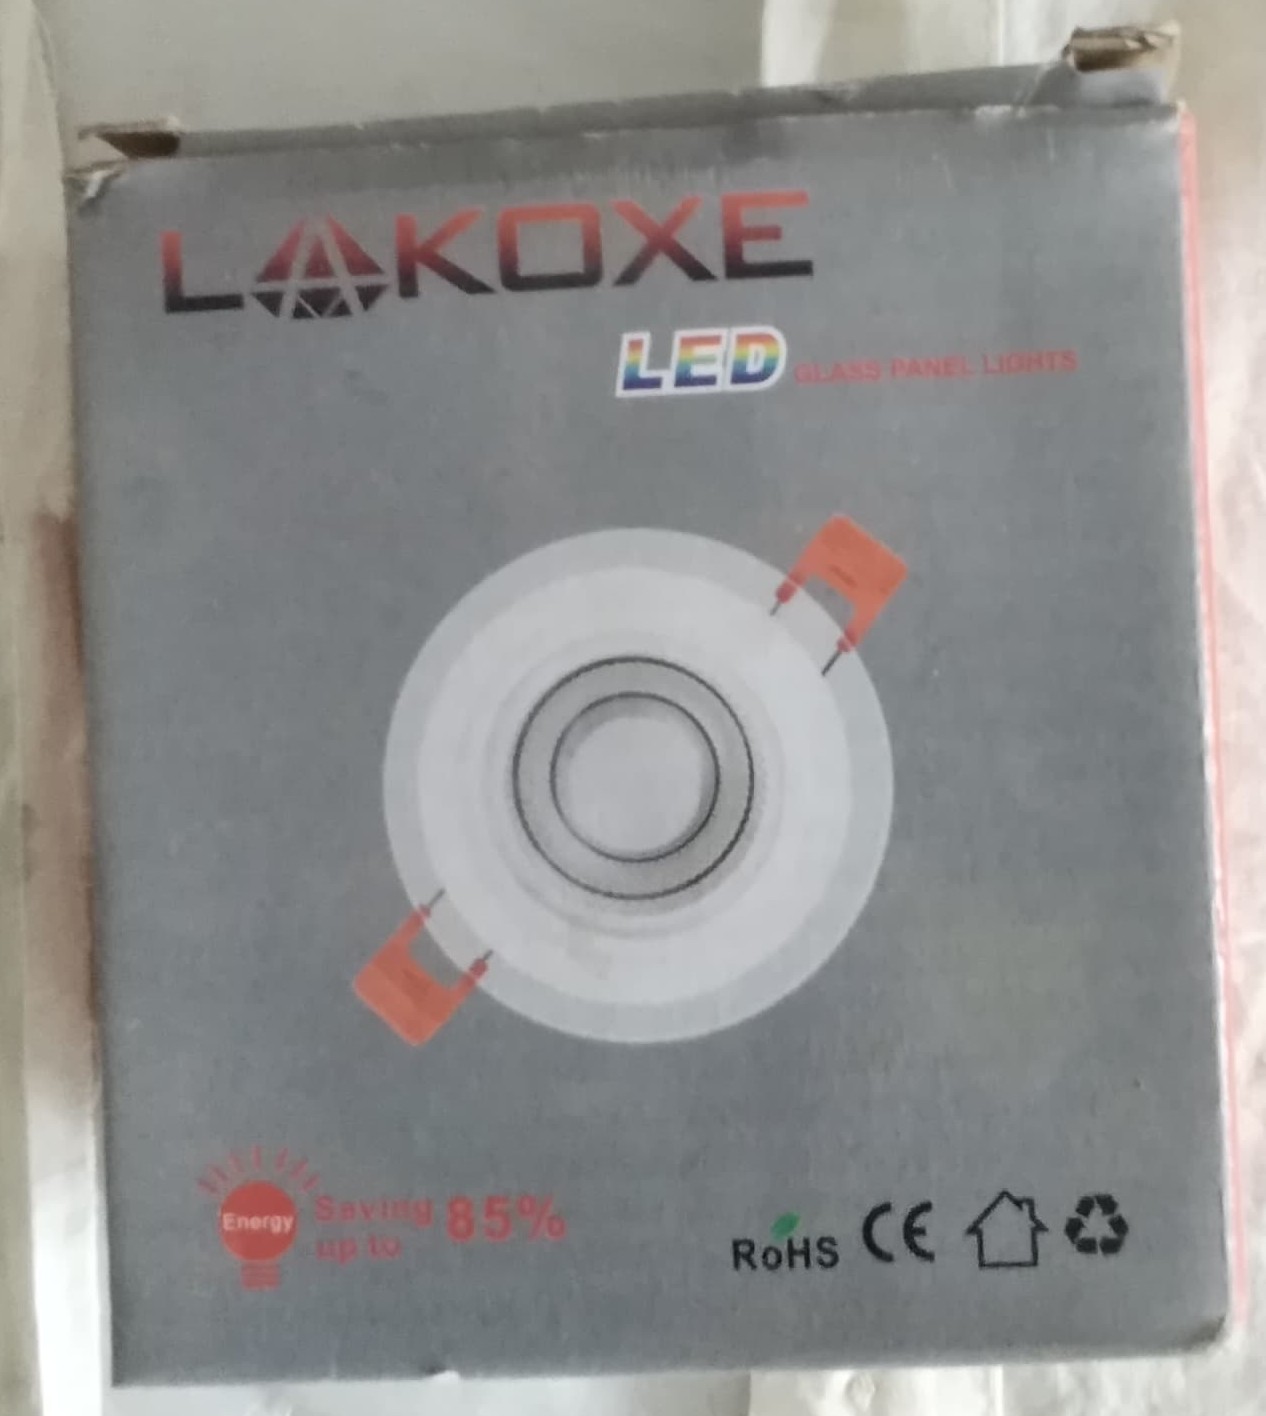 LAKOXE
LED GLASS PANEL LIGHTS
Energy Saving 85%
up to
RoHS CE